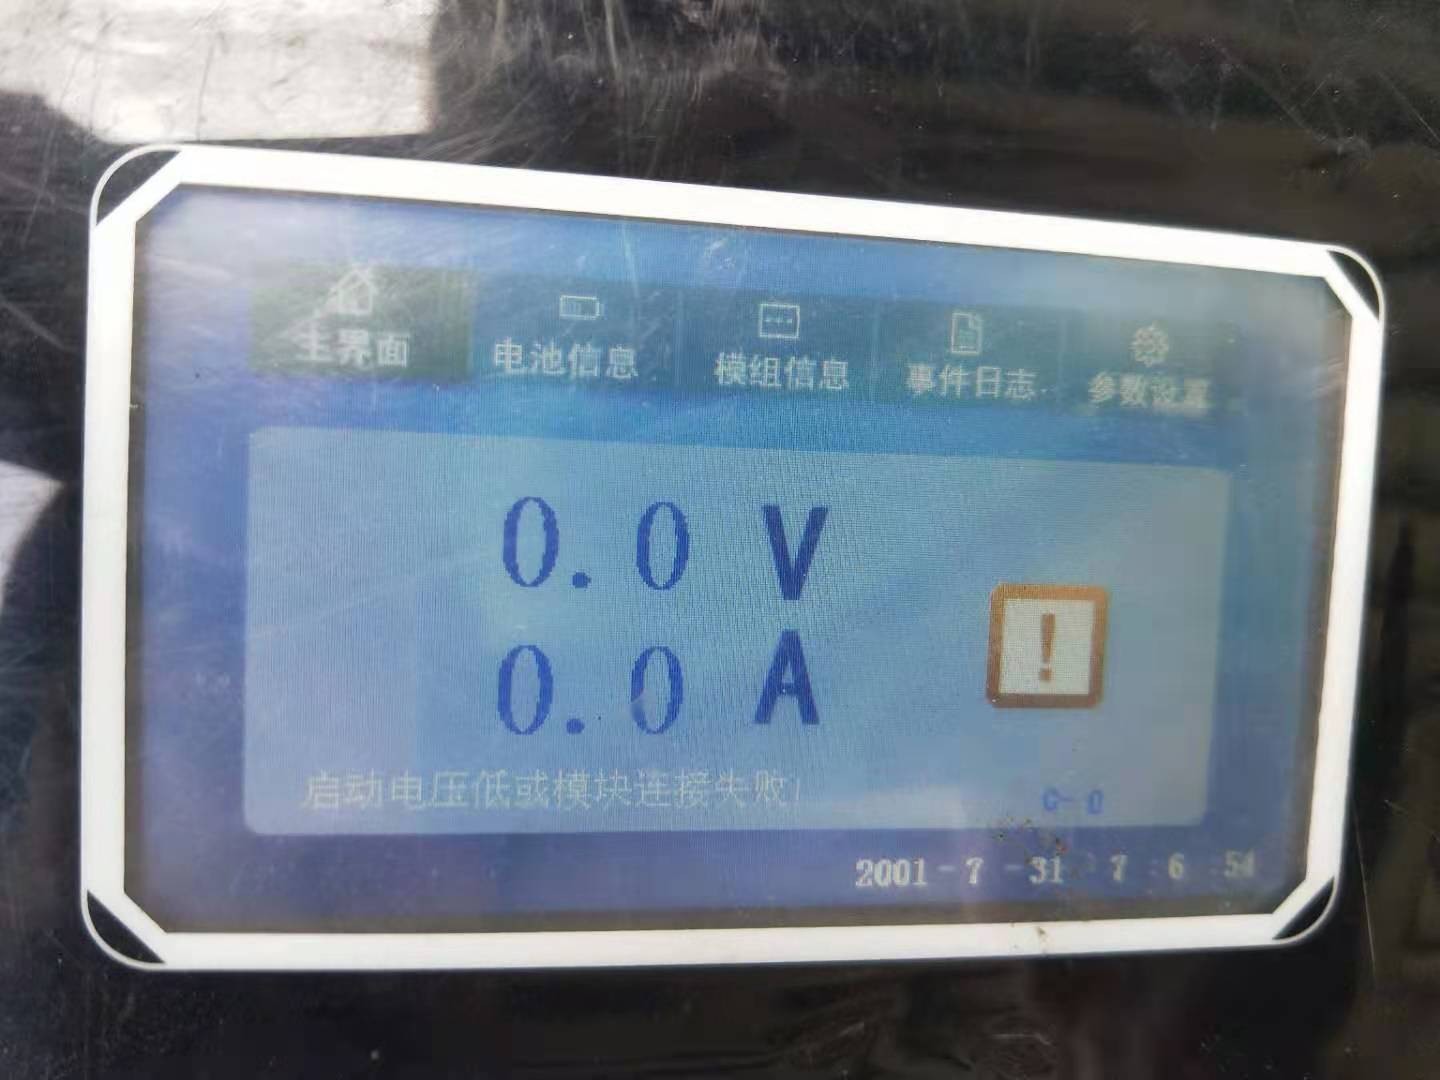 主界面 电池信息 模组信息 事件日志 参数设置
0.0 V
!
0.0 A
启动电压低或模块连接失败!
C- 0
2001 - 7 - 31 7 6 54